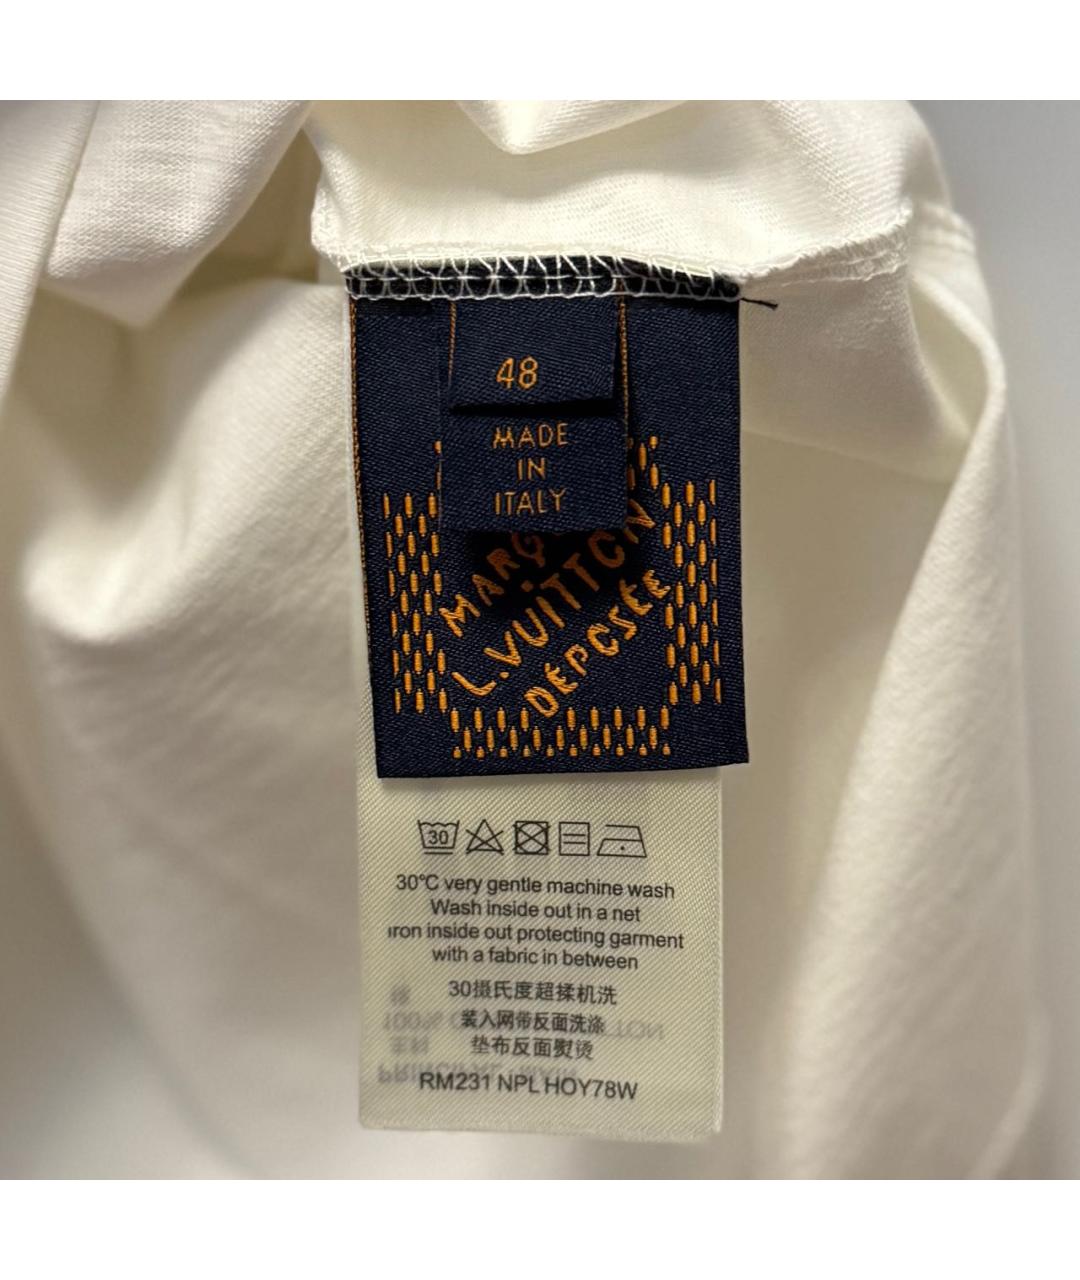 48
MADE
IN
ITALY
L.VUITTON
DÉPOSÉE
30
30°C very gentle machine wash
Wash inside out in a net
iron inside out protecting garment
with a fabric in between
30摄氏度超揉机洗
装入网带反面洗涤
垫布反面熨烫
RM231 NPL HOY78W